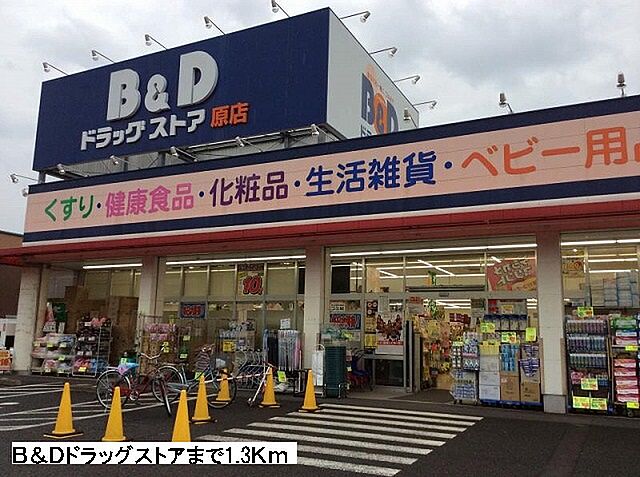 B&D
ドラッグストア 原店
B&D
くすり・健康食品・化粧品・生活雑貨・ベビー用品
B&Dドラッグストアまで1.3Km